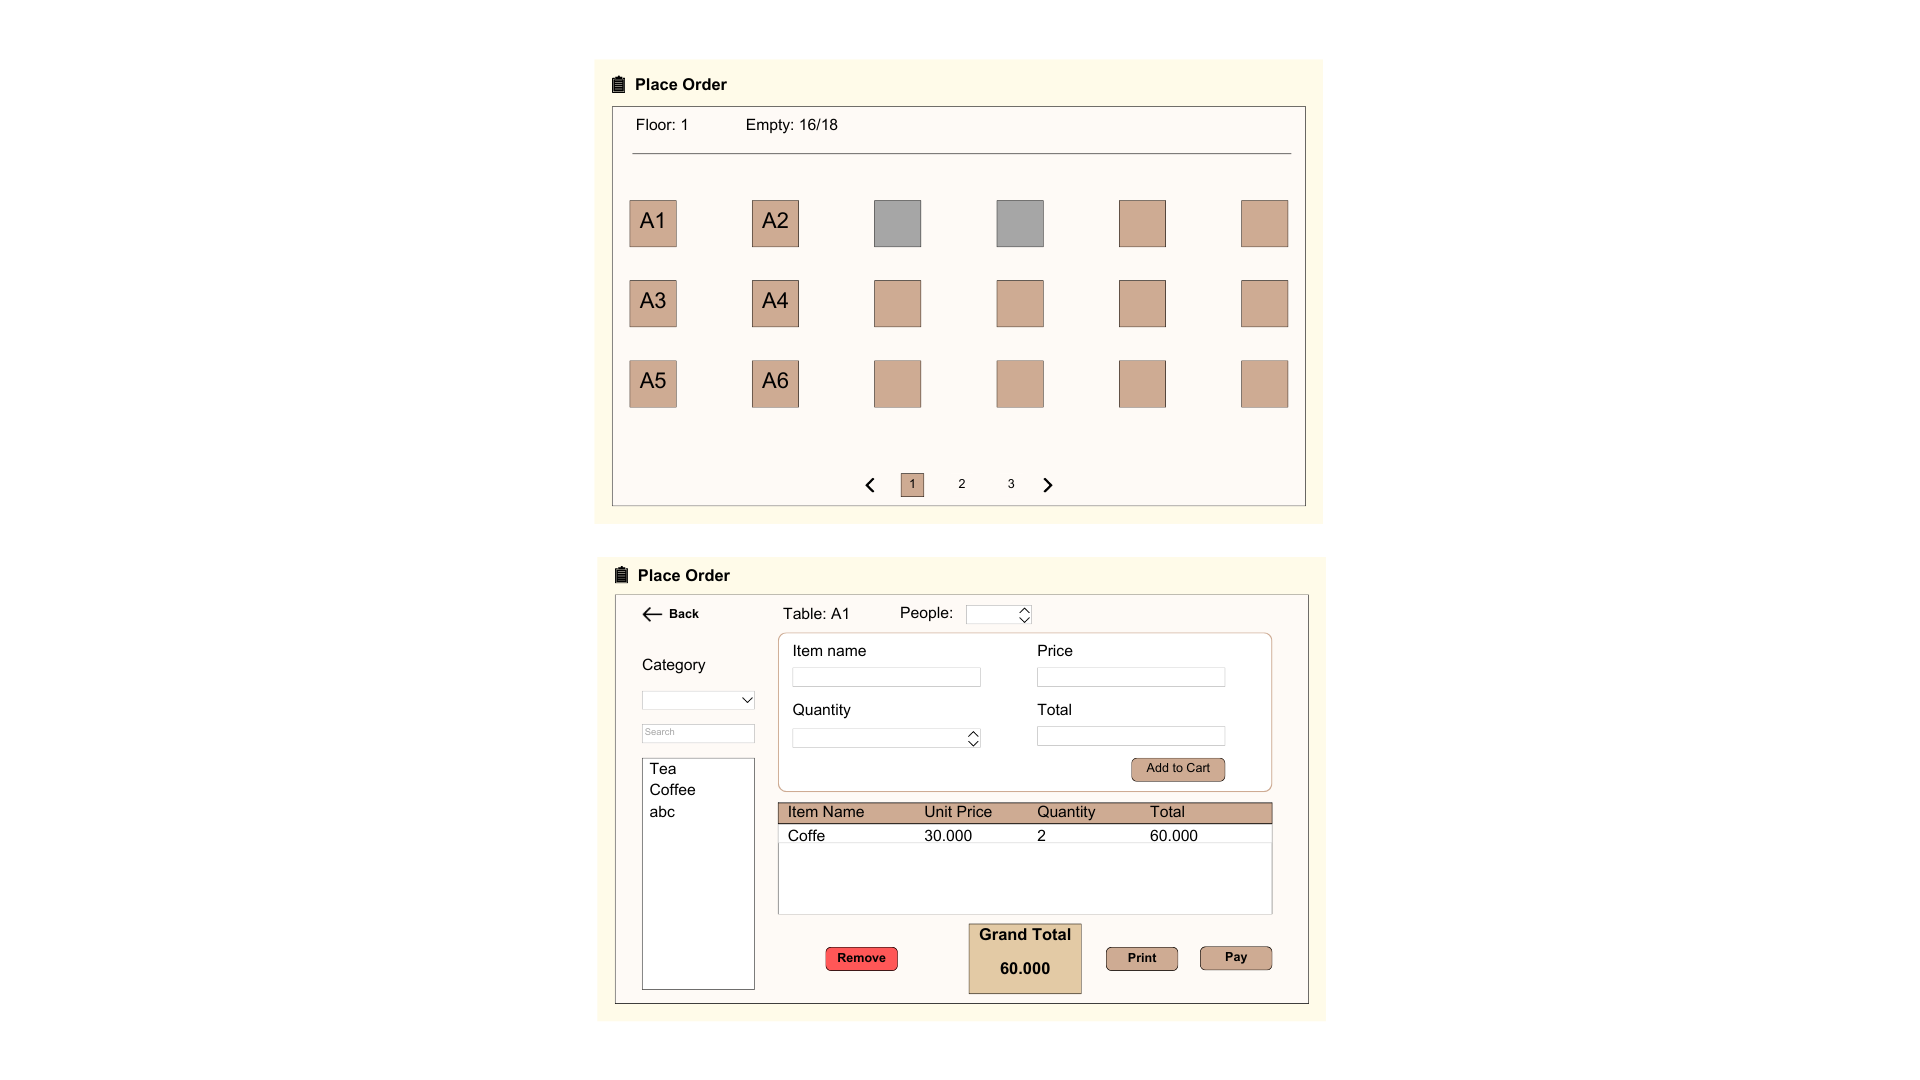 Place Order
Floor: 1 Empty: 16/18
A1 A2
A3 A4
A5 A6
1 2 3
Place Order
Back Table: A1 People:
Category
Search
Tea
Coffee
abc
Item name Price
Quantity Total
Add to Cart
Item Name Unit Price Quantity Total
Coffe 30.000 2 60.000
Remove
Grand Total
60.000
Print Pay